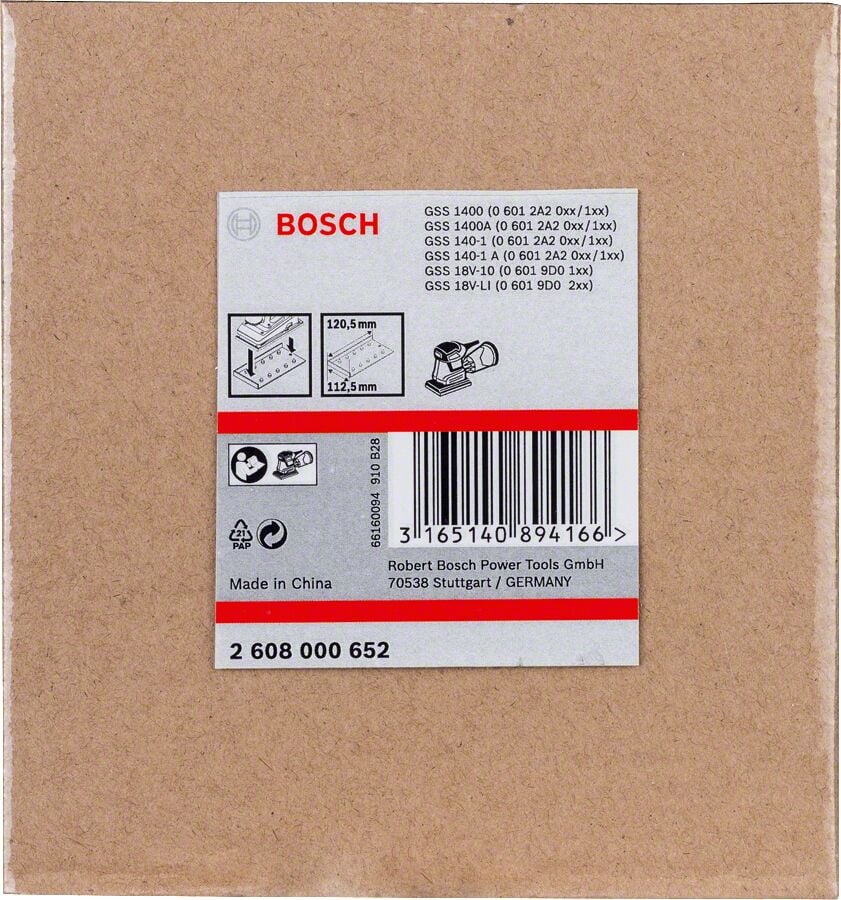 BOSCH
GSS 1400 (0 601 2A2 0xx/1xx)
GSS 1400A (0 601 2A2 0xx/1xx)
GSS 140-1 (0 601 2A2 0xx/1xx)
GSS 140-1 A (0 601 2A2 0xx/1xx)
GSS 18V-10 (0 601 9D0 1xx)
GSS 18V-LI (0 601 9D0 2xx)
120,5 mm
112,5 mm
66160094 910 B28
3 165140 894166 >
21
PAP
Robert Bosch Power Tools GmbH
70538 Stuttgart / GERMANY
Made in China
2 608 000 652